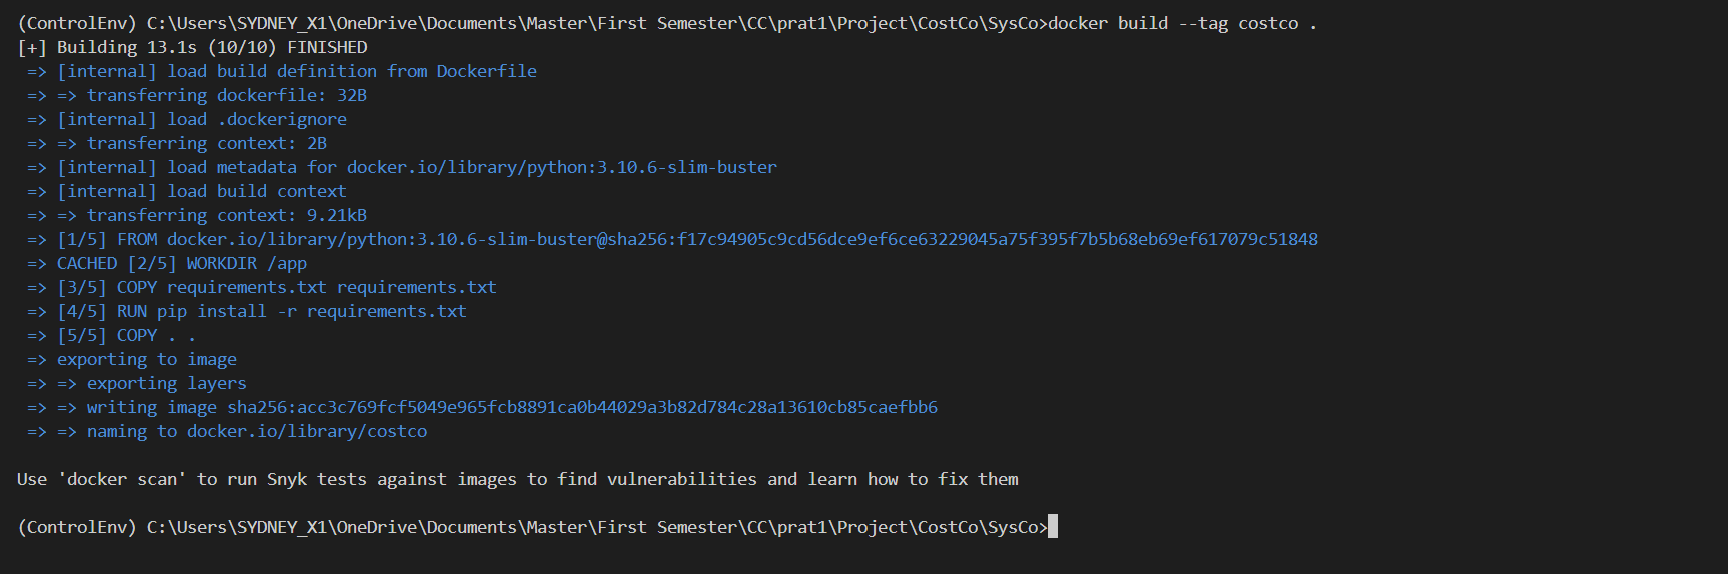 (ControlEnv) C:\Users\SYDNEY_X1\OneDrive\Documents\Master\First Semester\CC\prat1\Project\CostCo\SysCo>docker build --tag costco .
[+] Building 13.1s (10/10) FINISHED
=> [internal] load build definition from Dockerfile
=> => transferring dockerfile: 32B
=> [internal] load .dockerignore
=> => transferring context: 2B
=> [internal] load metadata for docker.io/library/python:3.10.6-slim-buster
=> [internal] load build context
=> => transferring context: 9.21kB
=> [1/5] FROM docker.io/library/python:3.10.6-slim-buster@sha256:f17c94905c9cd56dce9ef6ce63229045a75f395f7b5b68eb69ef617079c51848
=> CACHED [2/5] WORKDIR /app
=> [3/5] COPY requirements.txt requirements.txt
=> [4/5] RUN pip install -r requirements.txt
=> [5/5] COPY . .
=> exporting to image
=> => exporting layers
=> => writing image sha256:acc3c769fcf5049e965fcb8891ca0b44029a3b82d784c28a13610cb85caefbb6
=> => naming to docker.io/library/costco
Use 'docker scan' to run Snyk tests against images to find vulnerabilities and learn how to fix them
(ControlEnv) C:\Users\SYDNEY_X1\OneDrive\Documents\Master\First Semester\CC\prat1\Project\CostCo\SysCo>